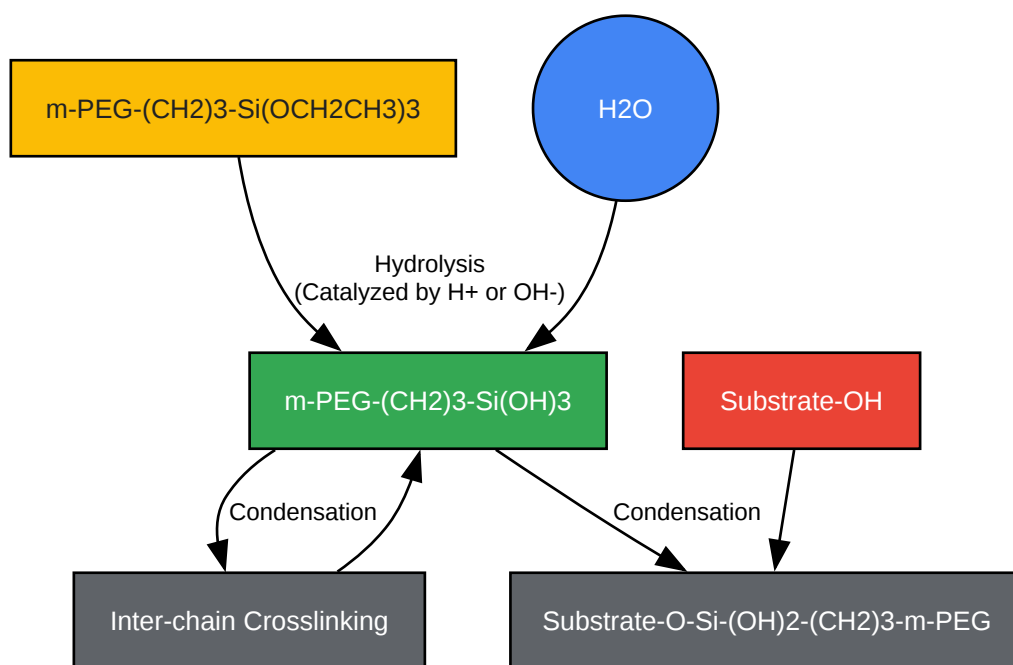 m-PEG-(CH2)3-Si(OCH2CH3)3
H2O
Hydrolysis
(Catalyzed by H+ or OH-)
m-PEG-(CH2)3-Si(OH)3
Substrate-OH
Condensation
Condensation
Inter-chain Crosslinking
Substrate-O-Si-(OH)2-(CH2)3-m-PEG